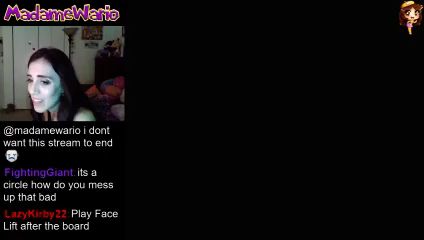 MadameWario
@madamewario i dont
want this stream to end
FightingGiant: its a
circle how do you mess
up that bad
LazyKirby22: Play Face
Lift after the board